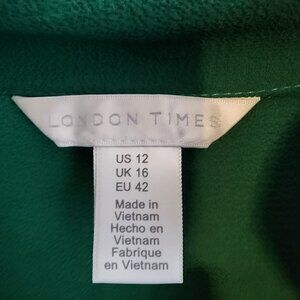 LONDON TIMES
US 12
UK 16
EU 42
Made in
Vietnam
Hecho en
Vietnam
Fabrique
en Vietnam